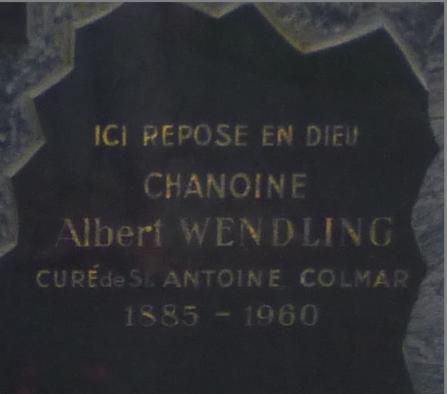 ICI REPOSE EN DIEU
CHANOINE
Albert WENDLING
CURÉ de St. ANTOINE COLMAR
1885 - 1960